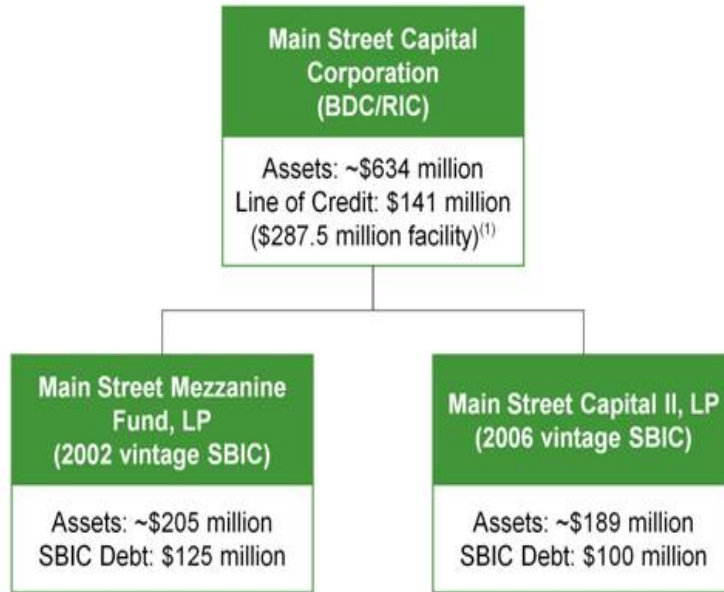 Main Street Capital
Corporation
(BDC/RIC)
Assets: ~$634 million
Line of Credit: $141 million
($287.5 million facility)(1)
Main Street Mezzanine
Fund, LP
(2002 vintage SBIC)
Assets: ~$205 million
SBIC Debt: $125 million
Main Street Capital II, LP
(2006 vintage SBIC)
Assets: ~$189 million
SBIC Debt: $100 million